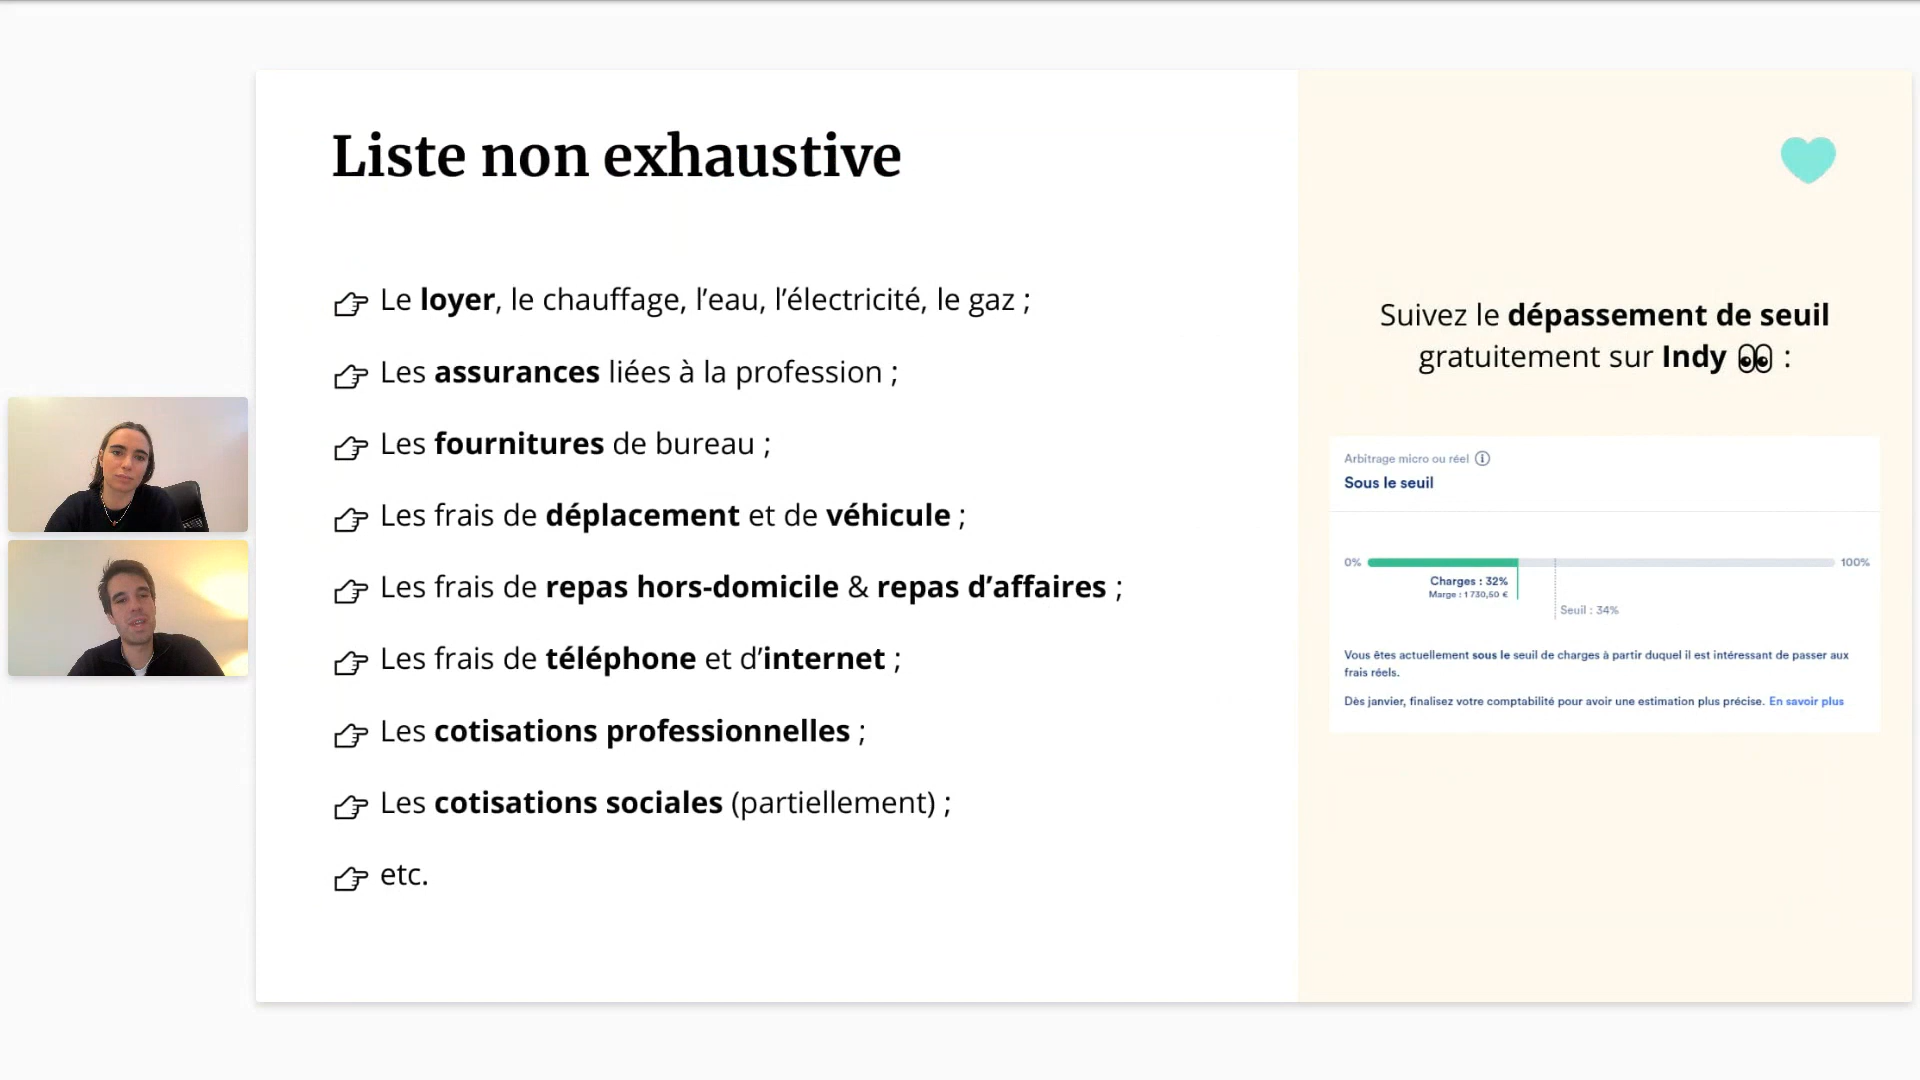 Liste non exhaustive
Le loyer, le chauffage, l’eau, l’électricité, le gaz ;
Les assurances liées à la profession ;
Les fournitures de bureau ;
Les frais de déplacement et de véhicule ;
Les frais de repas hors-domicile & repas d’affaires ;
Les frais de téléphone et d’internet ;
Les cotisations professionnelles ;
Les cotisations sociales (partiellement) ;
etc.
Suivez le dépassement de seuil
gratuitement sur Indy 👀 :
Arbitrage micro ou réel
Sous le seuil
0% 100%
Charges : 32%
Marge : 1 730,50 €
Seuil : 34%
Vous êtes actuellement sous le seuil de charges à partir duquel il est intéressant de passer aux
frais réels.
Dès janvier, finalisez votre comptabilité pour avoir une estimation plus précise. En savoir plus